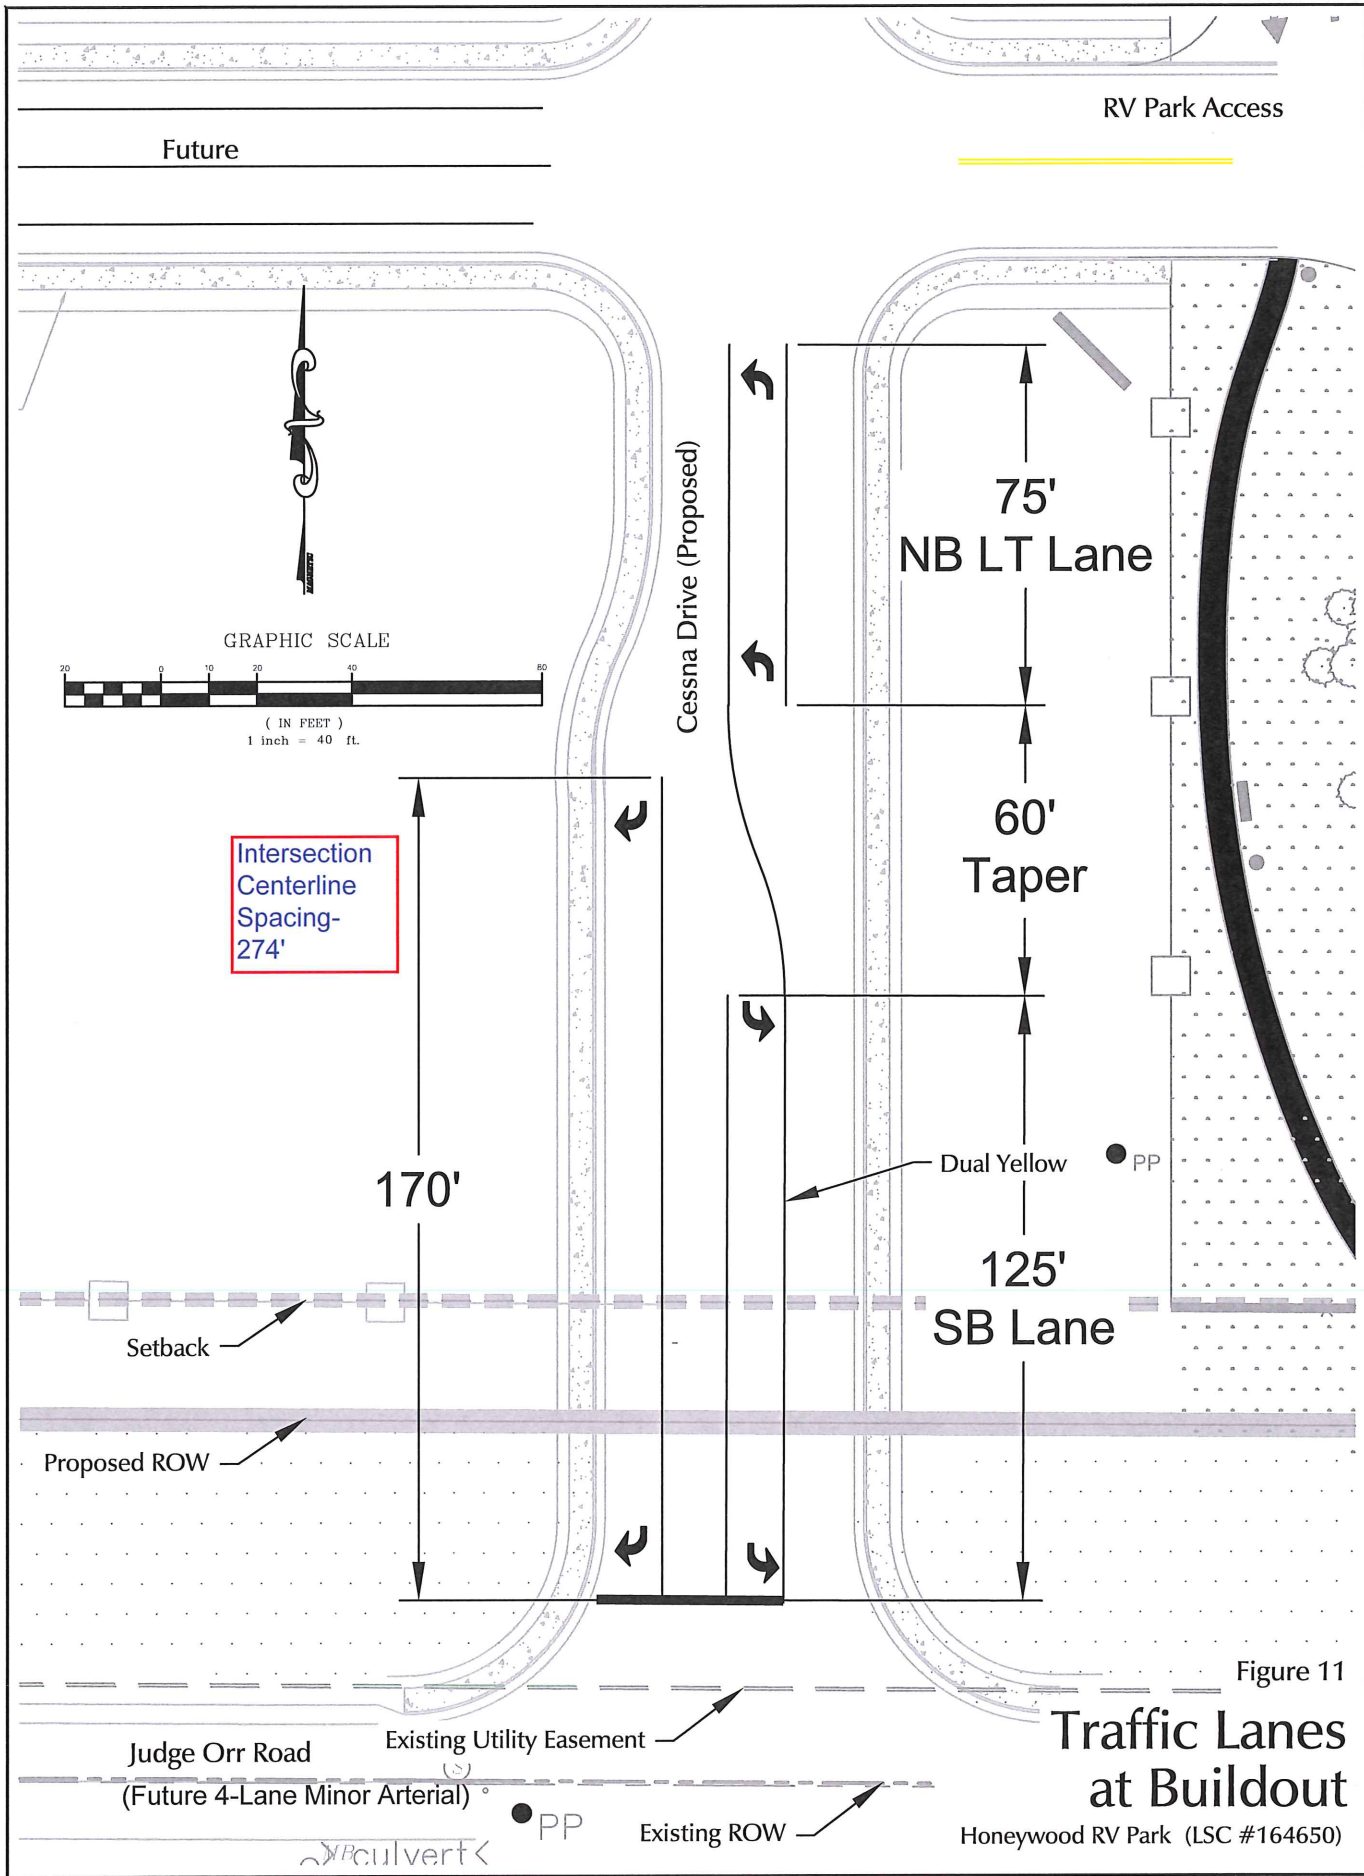 RV Park Access
Future
Cessna Drive (Proposed)
75'
NB LT Lane
GRAPHIC SCALE
20 0 10 20 40 80
( IN FEET )
1 inch = 40 ft.
60'
Taper
Intersection
Centerline
Spacing-
274'
170'
Dual Yellow
PP
125'
SB Lane
Setback
Proposed ROW
Figure 11
Traffic Lanes
at Buildout
Honeywood RV Park (LSC #164650)
Existing Utility Easement
Judge Orr Road
(S)
(Future 4-Lane Minor Arterial)
PP
Existing ROW
culvert